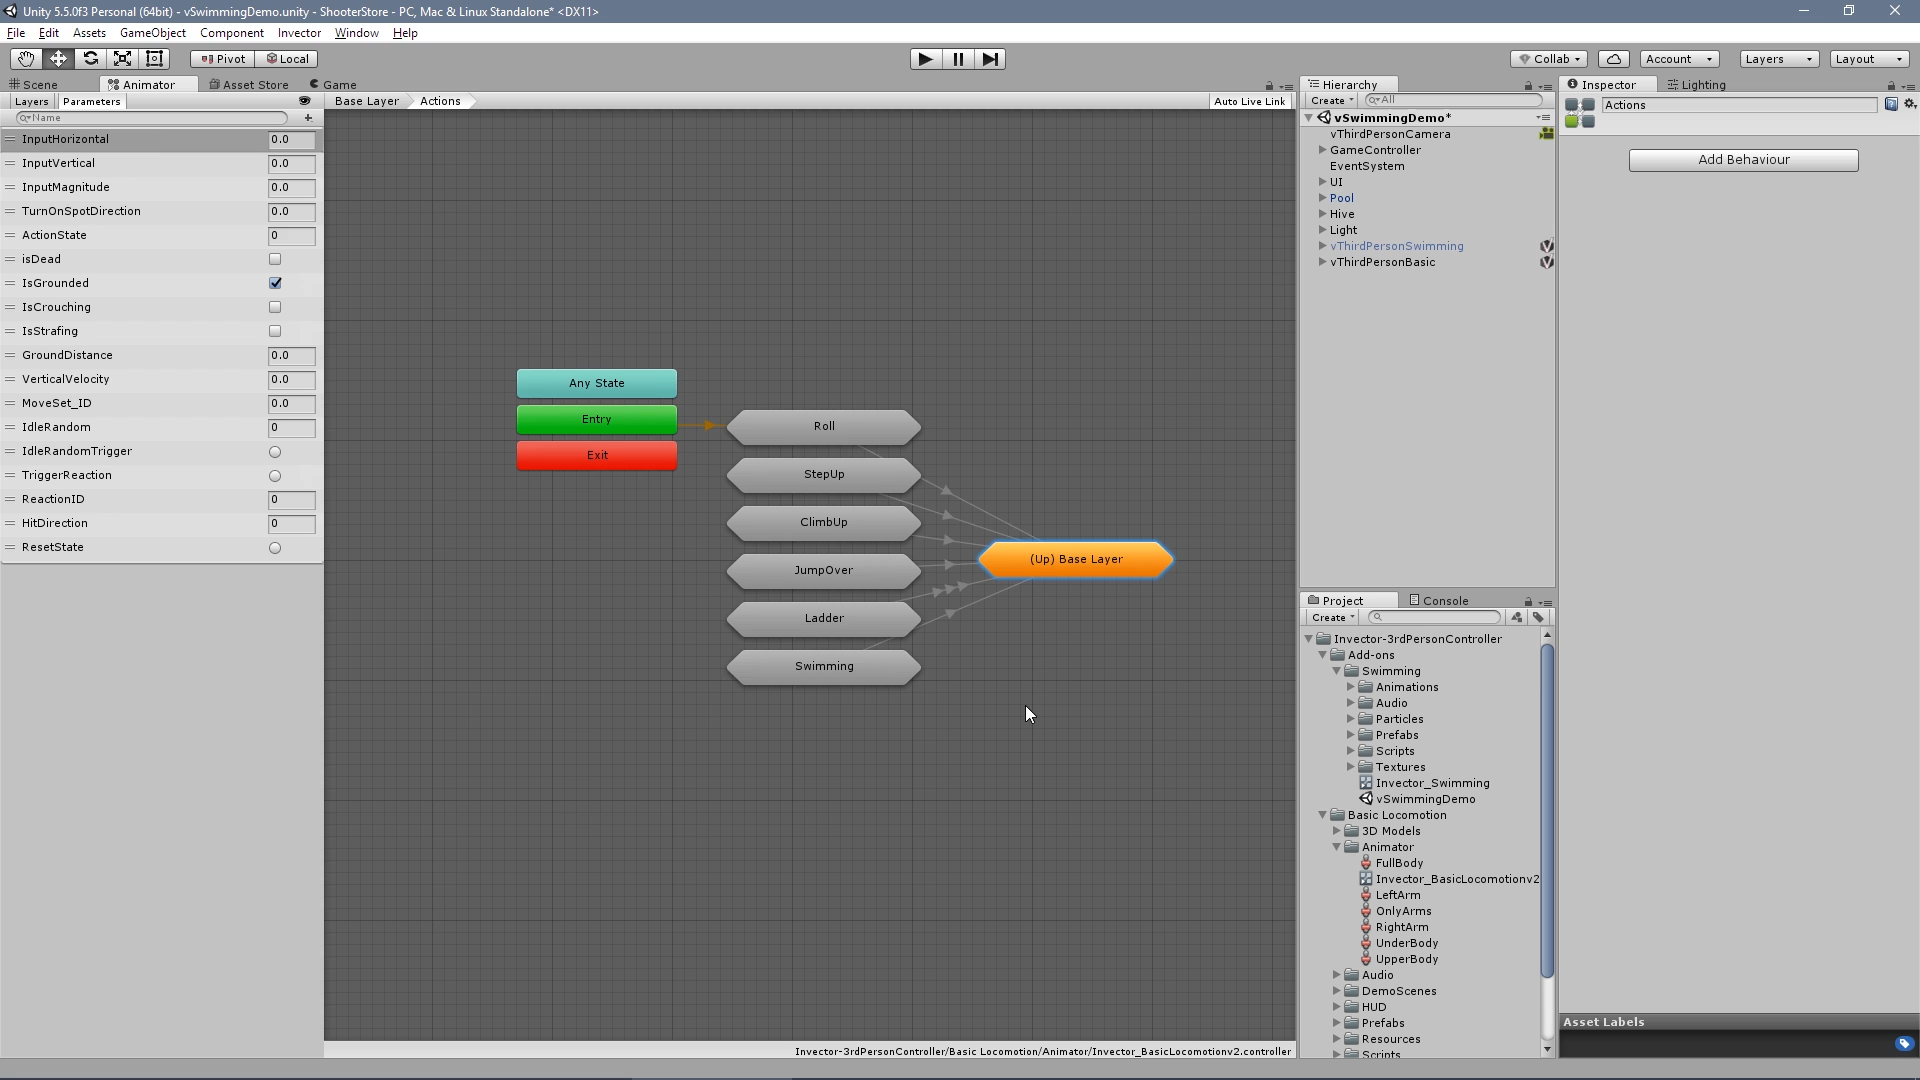 Unity 5.5.0f3 Personal (64bit) - vSwimmingDemo.unity - ShooterStore - PC, Mac & Linux Standalone* <DX11>
File Edit Assets GameObject Component Invector Window Help
Pivot Local Collab Account Layers Layout
Scene Animator Asset Store Game
Layers Parameters
Base Layer Actions Auto Live Link
Name
InputHorizontal 0.0
InputVertical 0.0
InputMagnitude 0.0
TurnOnSpotDirection 0.0
ActionState 0
isDead
IsGrounded
IsCrouching
IsStrafing
GroundDistance 0.0
VerticalVelocity 0.0
MoveSet_ID 0.0
IdleRandom 0
IdleRandomTrigger
TriggerReaction
ReactionID 0
HitDirection 0
ResetState
Any State
Entry
Exit
Roll
StepUp
ClimbUp
JumpOver
Ladder
Swimming
(Up) Base Layer
Invector-3rdPersonController/Basic Locomotion/Animator/Invector_BasicLocomotionv2.controller
Hierarchy
Create All
vSwimmingDemo*
vThirdPersonCamera
GameController
EventSystem
UI
Pool
Hive
Light
vThirdPersonSwimming
vThirdPersonBasic
Project Console
Create
Invector-3rdPersonController
Add-ons
Swimming
Animations
Audio
Particles
Prefabs
Scripts
Textures
Invector_Swimming
vSwimmingDemo
Basic Locomotion
3D Models
Animator
FullBody
Invector_BasicLocomotionv2
LeftArm
OnlyArms
RightArm
UnderBody
UpperBody
Audio
DemoScenes
HUD
Prefabs
Resources
Scripts
Inspector Lighting
Actions
Add Behaviour
Asset Labels